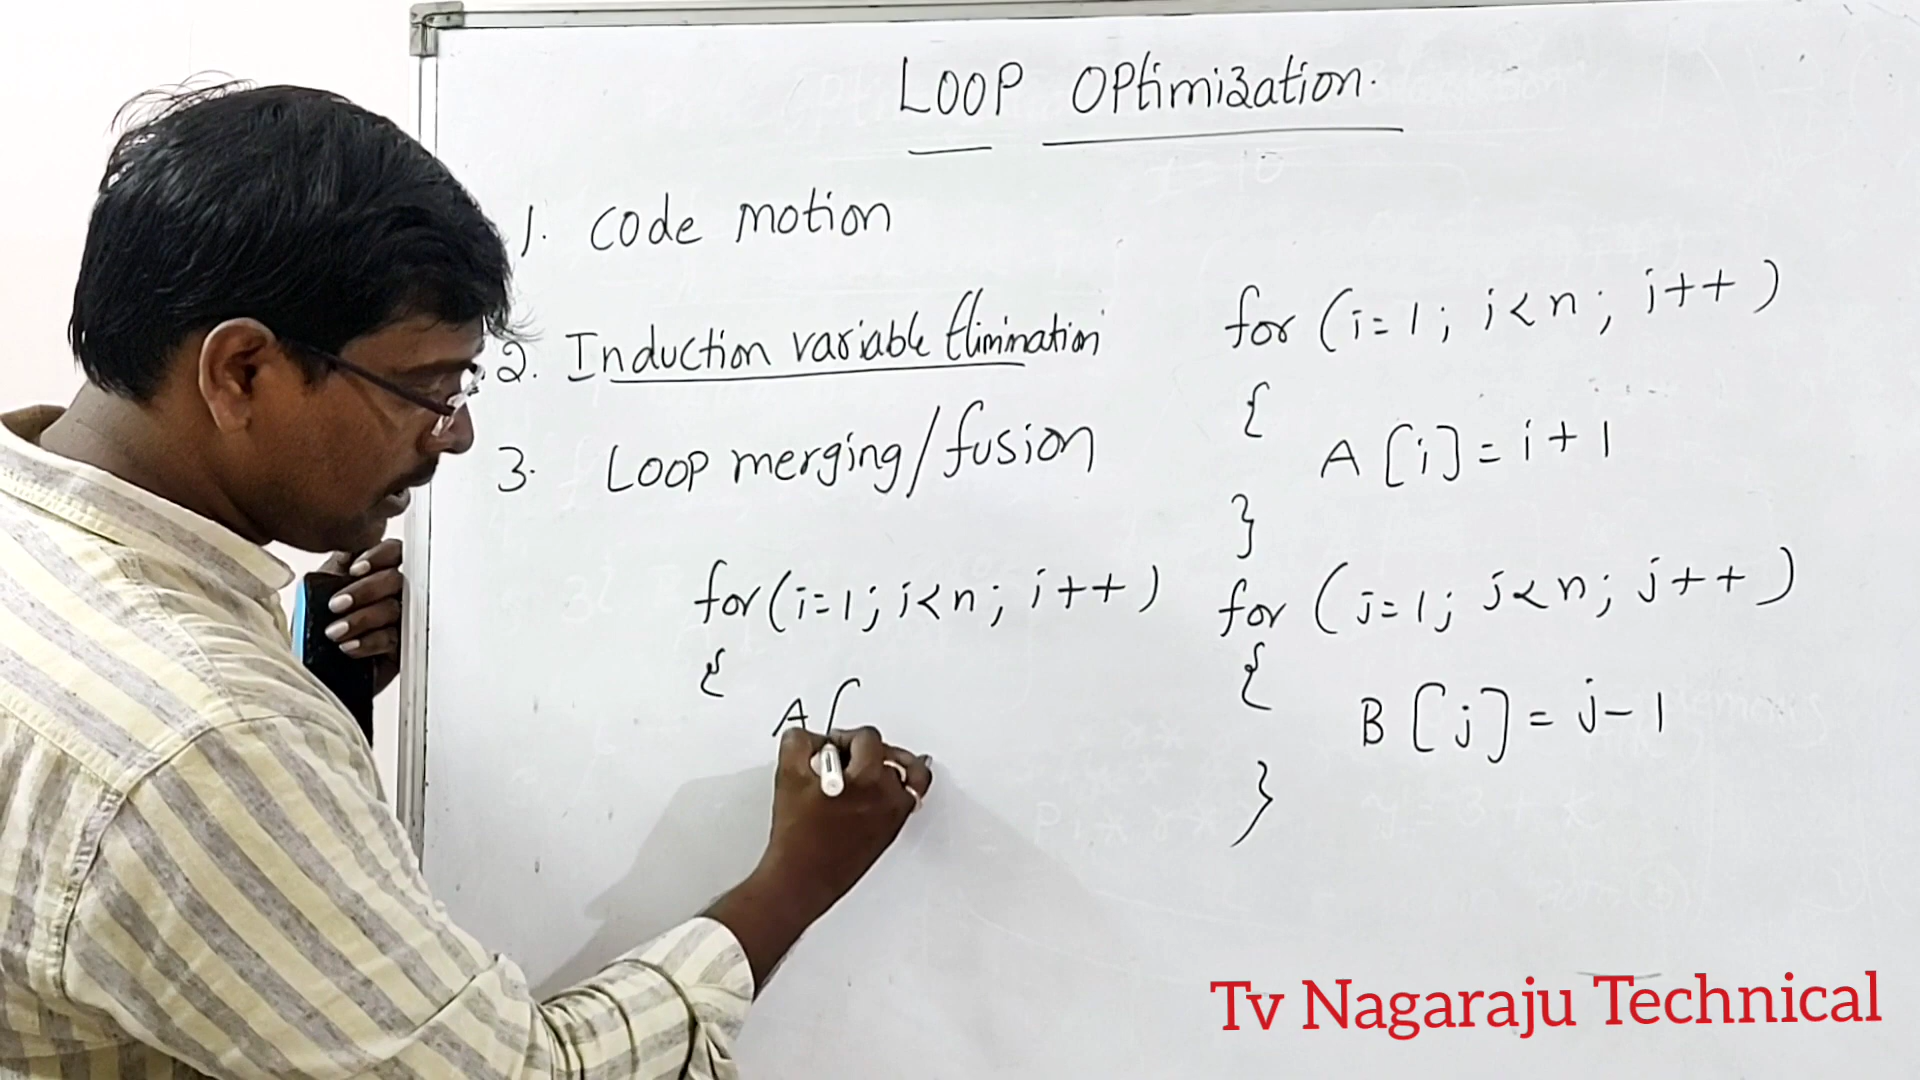 LOOP OPtimization.
1. code motion
2. Induction variable Elimination
3. Loop merging/fusion
for(i=1; i<n; i++)
{
A[
for (i=1; i<n; i++)
{
A[i]=i+1
}
for (j=1; j<n; j++)
{
B[j]=j-1
}
Tv Nagaraju Technical